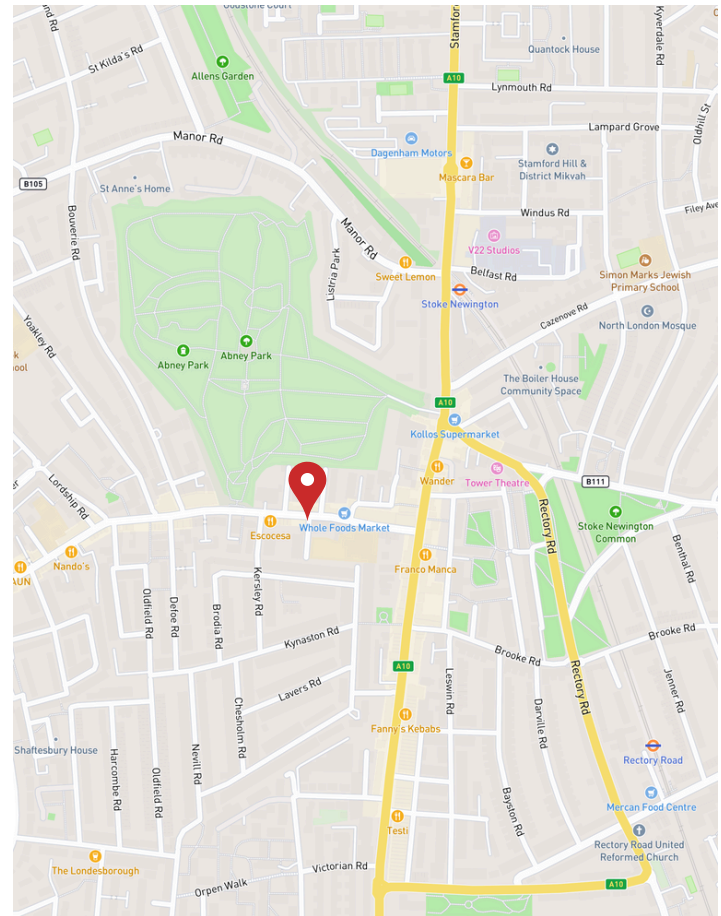 Godstone Court
Stamford
Kyverdale Rd
Quantock House
St Kilda's Rd
Allens Garden
A10
Lynmouth Rd
Oldhill St
Manor Rd
Lampard Grove
Dagenham Motors
Mascara Bar
Stamford Hill &
District Mikvah
B105
St Anne's Home
Bouverie Rd
Windus Rd
Filey Ave
Manor Rd
V22 Studios
Listria Park
Sweet Lemon
Belfast Rd
Simon Marks Jewish
Primary School
Stoke Newington
Cazenove Rd
North London Mosque
Yoakley Rd
Abney Park
Abney Park
The Boiler House
Community Space
A10
Kollos Supermarket
Wander
Tower Theatre
B111
Lordship Rd
Rectory Rd
Stoke Newington
Common
Escocesa
Whole Foods Market
Nando's
Franco Manca
Benthal Rd
Kersley Rd
Oldfield Rd
Defoe Rd
Brodia Rd
Kynaston Rd
Brooke Rd
Brooke Rd
A10
Rectory Rd
Leswin Rd
Jenner Rd
Lavers Rd
Chesholm Rd
Darville Rd
Fanny's Kebabs
Shaftesbury House
Rectory Road
Harcombe Rd
Oldfield Rd
Nevill Rd
Bayston Rd
Mercan Food Centre
Testi
Rectory Road United
Reformed Church
The Londesborough
Victorian Rd
Orpen Walk
A10